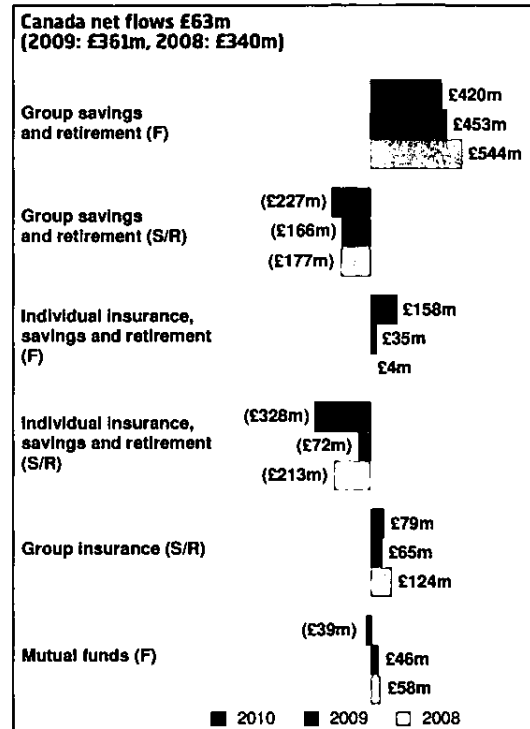 Canada net flows £63m
(2009: £361m, 2008: £340m)
Group savings
and retirement (F)
£420m
£453m
£544m
Group savings
and retirement (S/R)
(£227m)
(£166m)
(£177m)
Individual insurance,
savings and retirement
(F)
£158m
£35m
£4m
Individual insurance,
savings and retirement
(S/R)
(£328m)
(£72m)
(£213m)
Group insurance (S/R)
£79m
£65m
£124m
Mutual funds (F)
(£39m)
£46m
£58m
2010 2009 2008